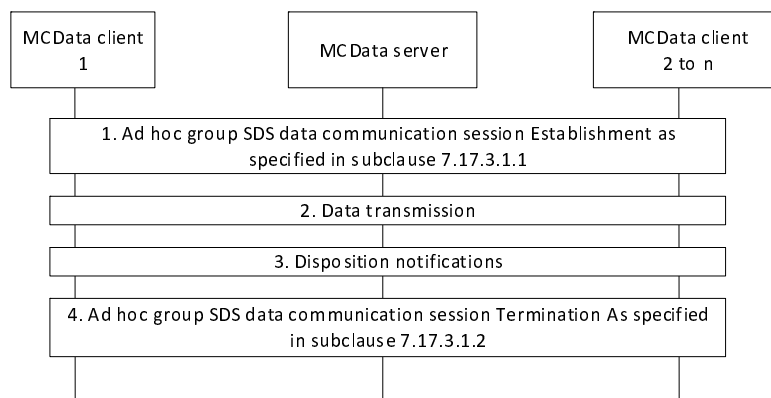 MCData client
1
MCData server
MCData client
2 to n
1. Ad hoc group SDS data communication session Establishment as
specified in subclause 7.17.3.1.1
2. Data transmission
3. Disposition notifications
4. Ad hoc group SDS data communication session Termination As specified
in subclause 7.17.3.1.2